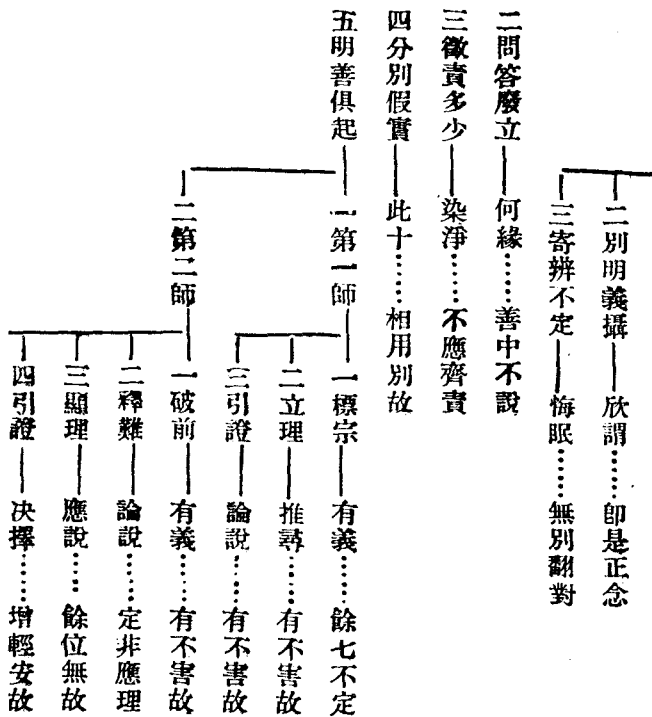 二別明義攝 欣謂……卽是正念
三寄辨不定 悔眠……無別翻對
二問答廢立 何緣……善中不說
三徵責多少 染淨……不應齊責
四分別假實 此十……相用別故
五明善俱起
一第一師
一標宗 有義……餘七不定
二立理 推尋……有不害故
三引證 論說……有不害故
二第二師
一破前 有義……有不害故
二釋難 論說……定非應理
三顯理 應說……餘位無故
四引證 決擇……增輕安故